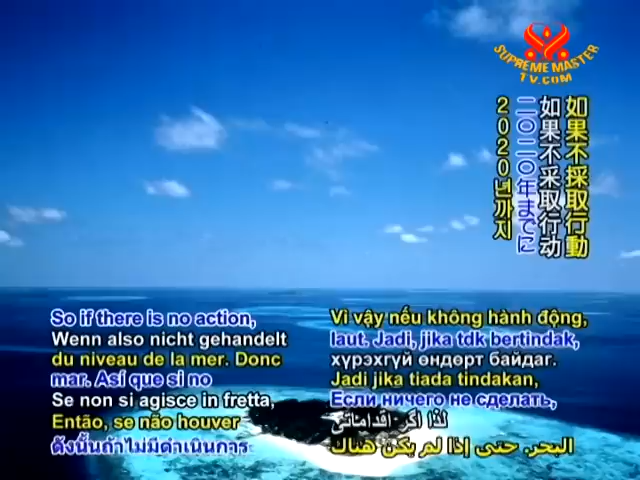 SUPREME MASTER
TV.COM
如果不採取行動
如果不采取行动
二〇二〇年までに
2020년까지
So if there is no action,
Wenn also nicht gehandelt
du niveau de la mer. Donc
mar. Así que si no
Se non si agisce in fretta,
Então, se não houver
ดังนั้นถ้าไม่มีดำเนินการ
Vì vậy nếu không hành động,
laut. Jadi, jika tdk bertindak,
хүрэхгүй өндөрт байдаг.
Jadi jika tiada tindakan,
Если ничего не сделать,
لذا اگر اقداماتی
البحر. حتى إذا لم يكن هناك